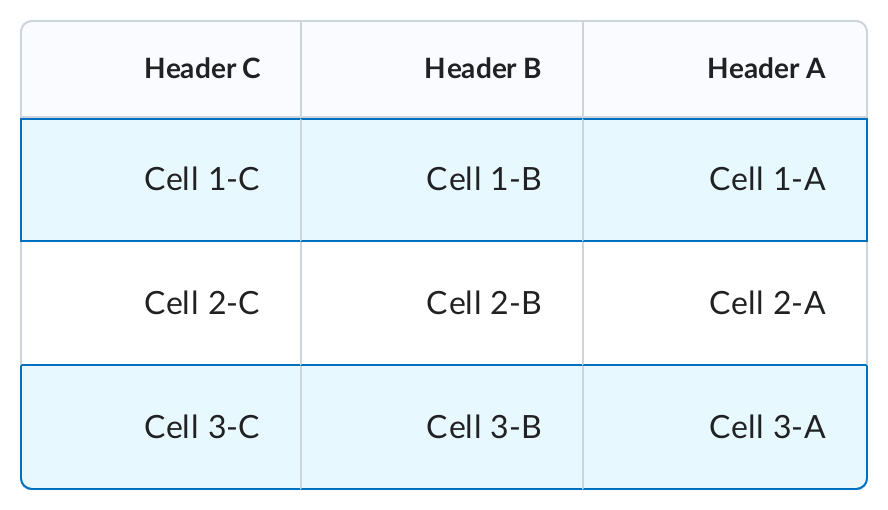 Header C Header B Header A
Cell 1-C Cell 1-B Cell 1-A
Cell 2-C Cell 2-B Cell 2-A
Cell 3-C Cell 3-B Cell 3-A